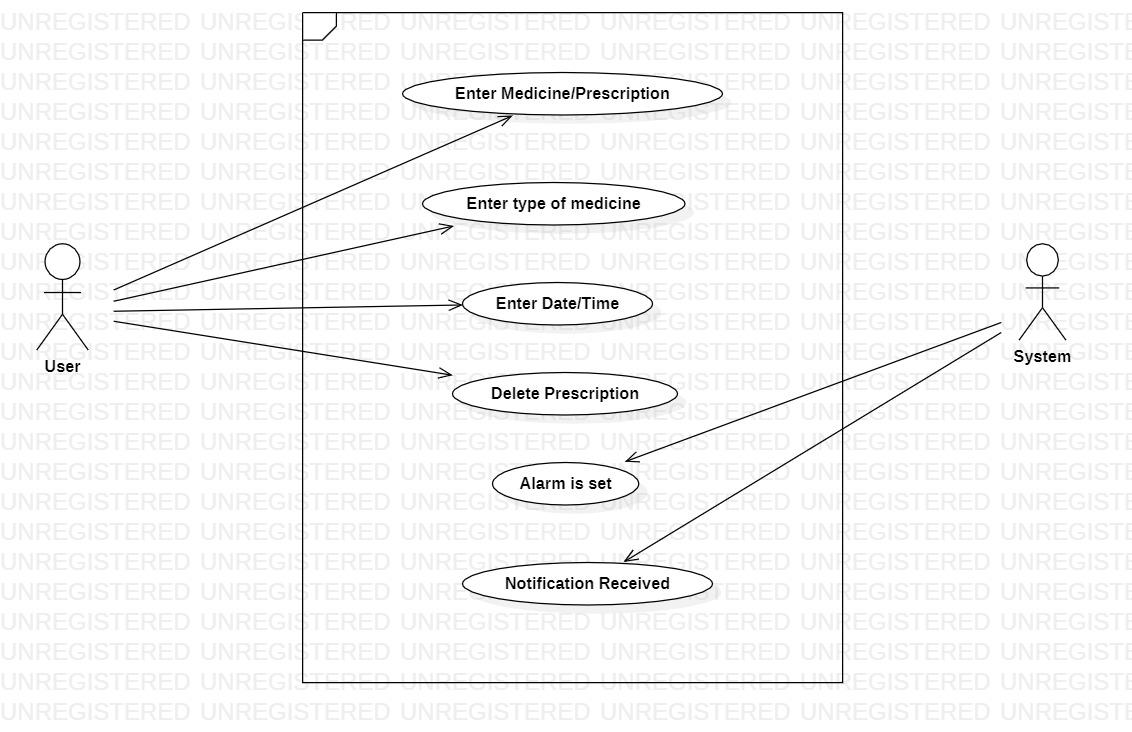 Enter Medicine/Prescription
Enter type of medicine
Enter Date/Time
User
System
Delete Prescription
Alarm is set
Notification Received
UNREGISTERED